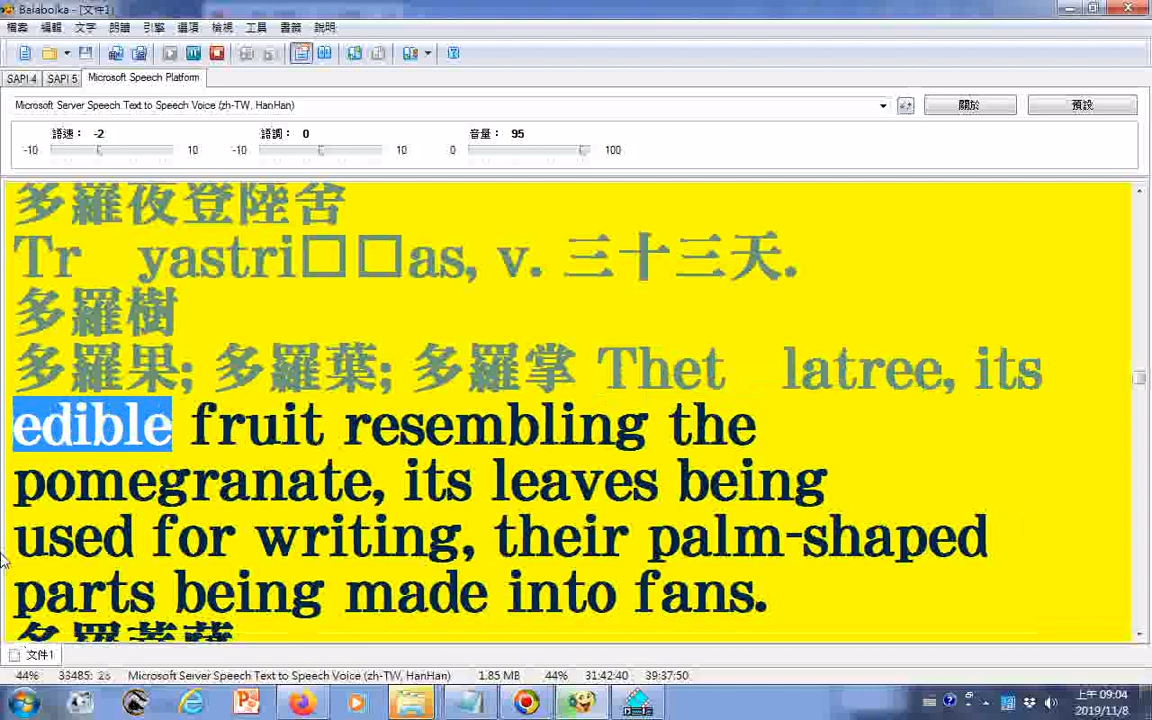 Balabolka - [文件1]
檔案 編輯 文字 朗讀 引擎 選項 檢視 工具 書籤 說明
SAPI 4 SAPI 5 Microsoft Speech Platform
Microsoft Server Speech Text to Speech Voice (zh-TW, HanHan) 關於 預設
語速： -2 語調： 0 音量： 95
-10 10 -10 10 0 100
多羅夜登陸舍
Tr yastri□□as, v. 三十三天.
多羅樹
多羅果; 多羅葉; 多羅掌 Thet latree, its
edible fruit resembling the
pomegranate, its leaves being
used for writing, their palm-shaped
parts being made into fans.
多羅菩薩
文件1
44% 33485: 28 Microsoft Server Speech Text to Speech Voice (zh-TW, HanHan) 1.85 MB 44% 31:42:40 39:37:50
上午 09:04
2019/11/8